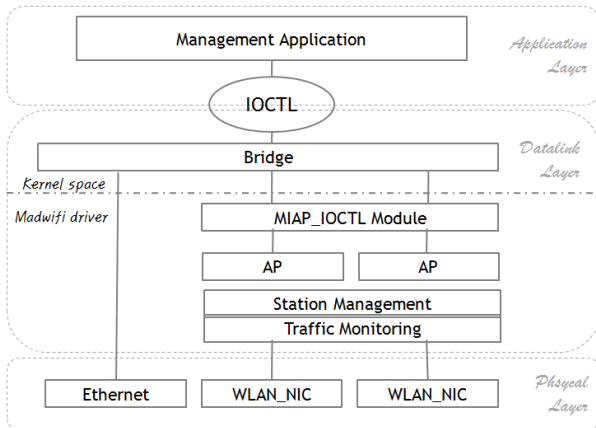 Management Application
Application
Layer
IOCTL
Bridge
Datalink
Layer
Kernel space
Madwifi driver
MIAP_IOCTL Module
AP
AP
Station Management
Traffic Monitoring
Ethernet
WLAN_NIC
WLAN_NIC
Phsycal
Layer